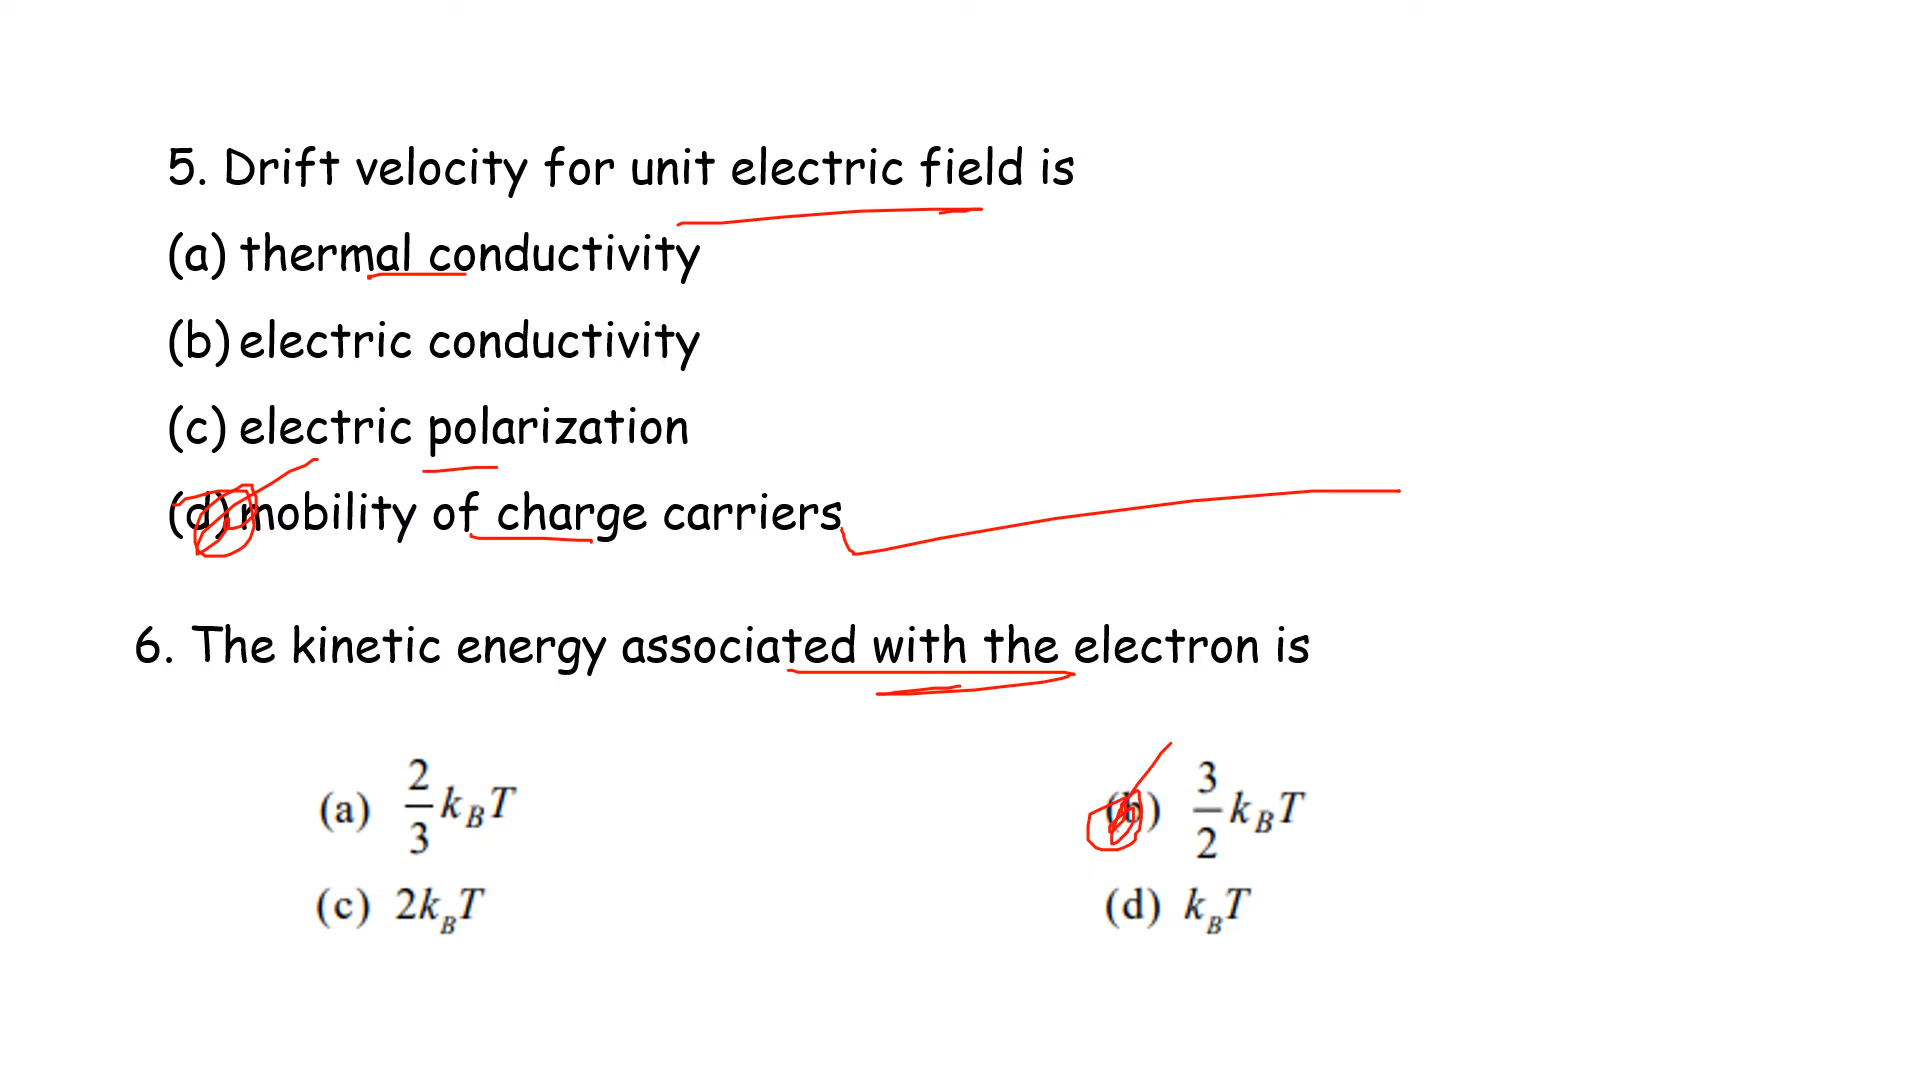 5. Drift velocity for unit electric field is
(a) thermal conductivity
(b) electric conductivity
(c) electric polarization
(d) mobility of charge carriers
6. The kinetic energy associated with the electron is
(a) 2/3 k_B T (b) 3/2 k_B T
(c) 2k_B T (d) k_B T